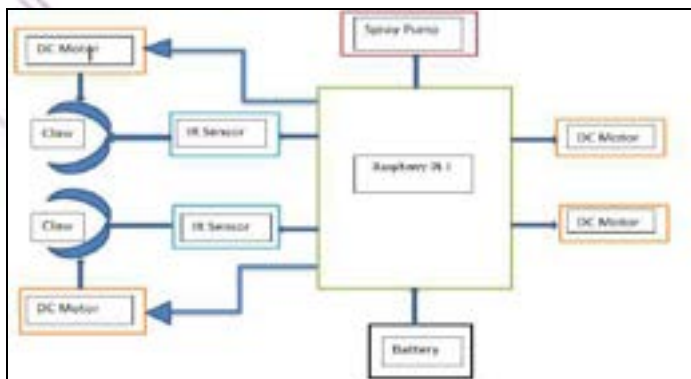 DC Motor
Spray Pump
Claw
IR Sensor
DC Motor
Raspberry Pi 3
Claw
IR Sensor
DC Motor
DC Motor
Battery